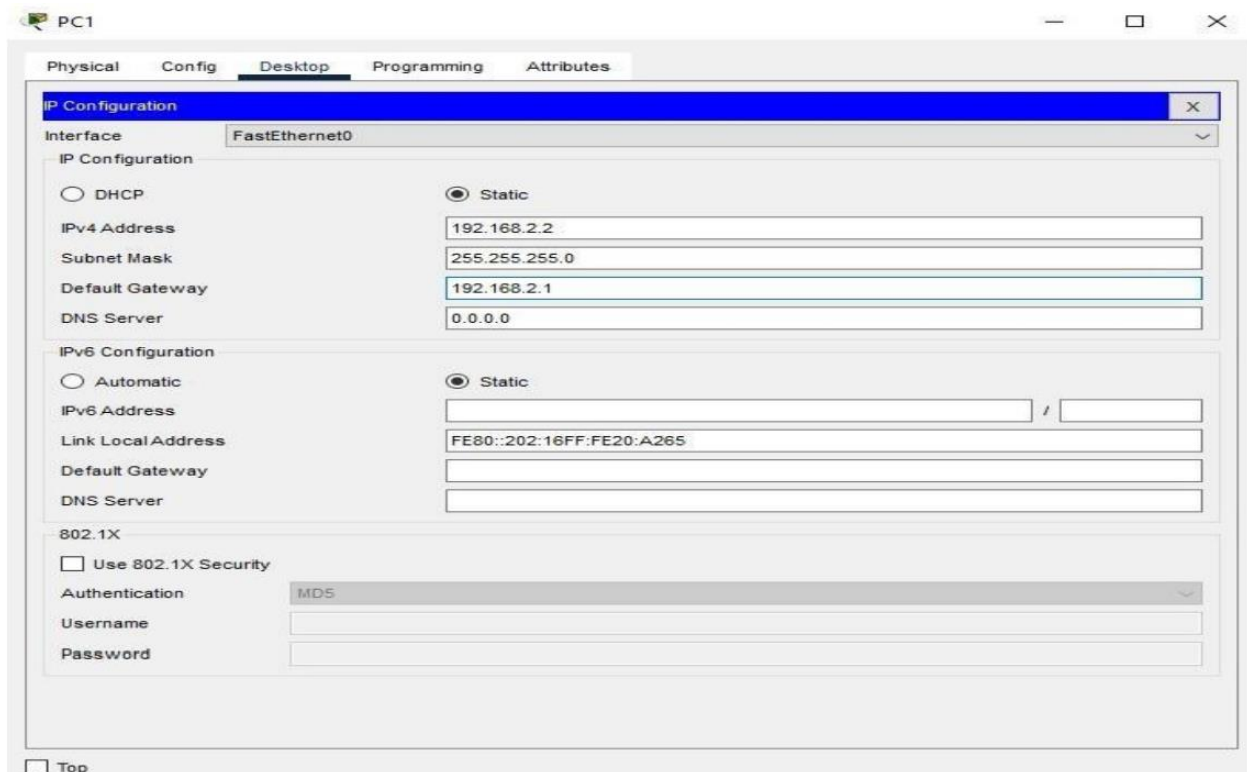 PC1
Physical Config Desktop Programming Attributes
IP Configuration X
Interface FastEthernet0
IP Configuration
DHCP Static
IPv4 Address 192.168.2.2
Subnet Mask 255.255.255.0
Default Gateway 192.168.2.1
DNS Server 0.0.0.0
IPv6 Configuration
Automatic Static
IPv6 Address /
Link Local Address FE80::202:16FF:FE20:A265
Default Gateway
DNS Server
802.1X
Use 802.1X Security
Authentication MD5
Username
Password
Top